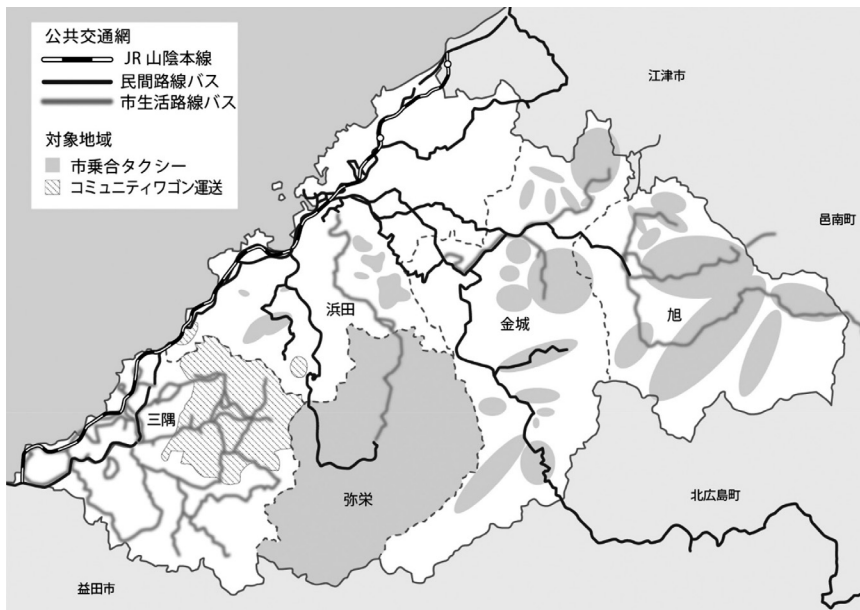 公共交通網
JR山陰本線
民間路線バス
市生活路線バス
対象地域
市乗合タクシー
コミュニティワゴン運送
江津市
邑南町
浜田
金城
旭
三隅
弥栄
北広島町
益田市